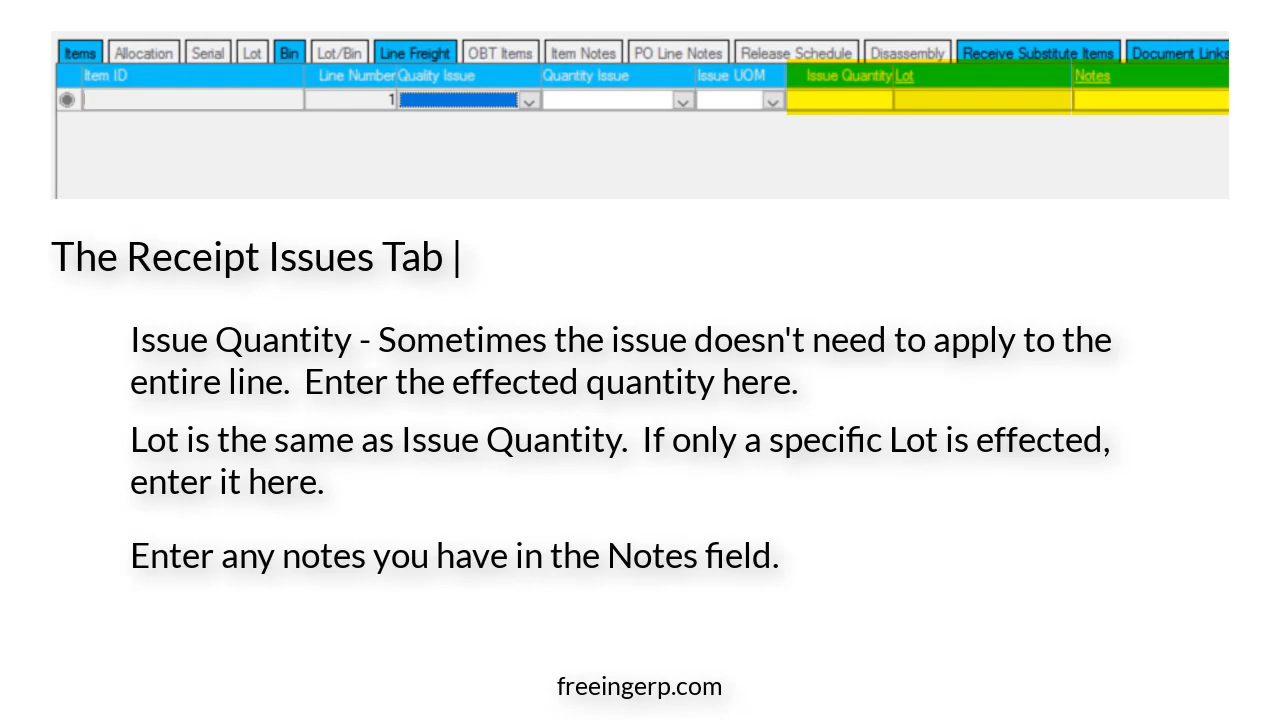 Items Allocation Serial Lot Bin Lot/Bin Line Freight OBT Items Item Notes PO Line Notes Release Schedule Disassembly Receive Substitute Items Document Links
Item ID Line Number Quality Issue Quantity Issue Issue UOM Issue Quantity Lot Notes
1
The Receipt Issues Tab |
Issue Quantity - Sometimes the issue doesn't need to apply to the
entire line. Enter the effected quantity here.
Lot is the same as Issue Quantity. If only a specific Lot is effected,
enter it here.
Enter any notes you have in the Notes field.
freeingerp.com